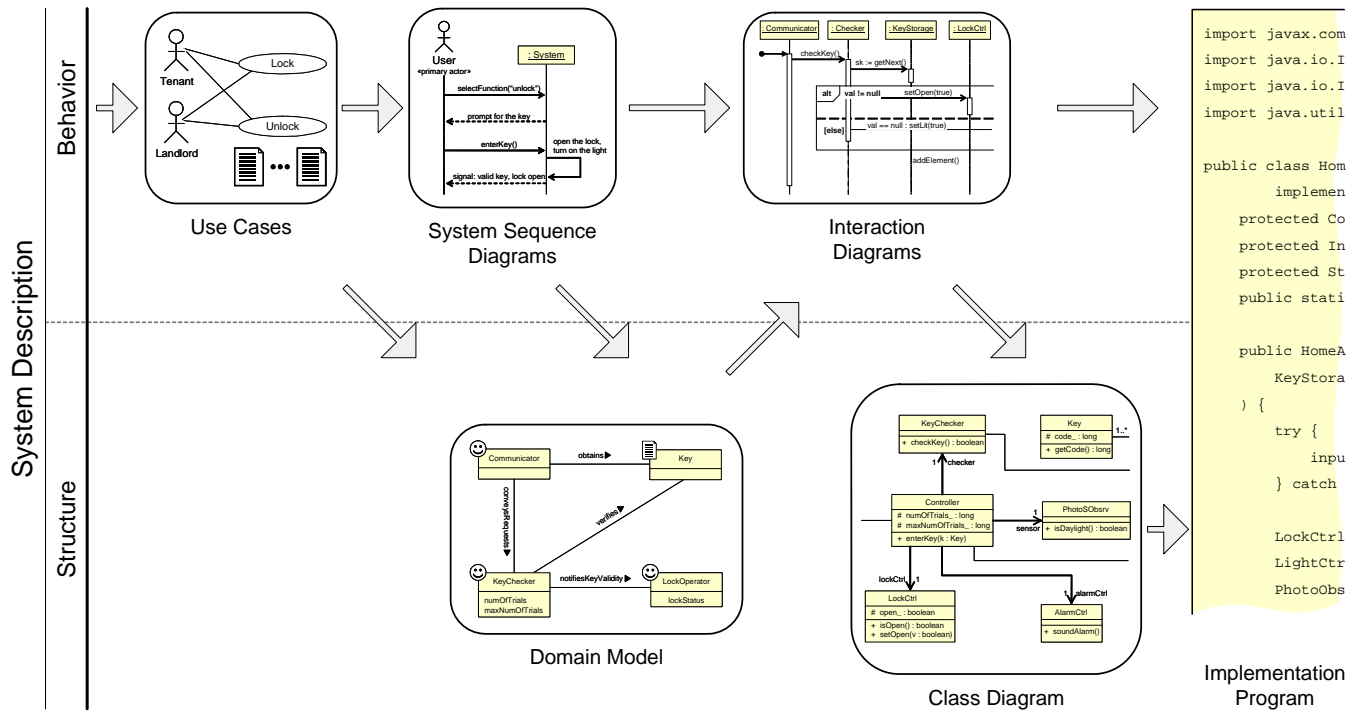 System Description
Behavior
Structure
Tenant
Landlord
Lock
Unlock
Use Cases
User
«primary actor»
: System
selectFunction("unlock")
prompt for the key
enterKey()
open the lock,
turn on the light
signal: valid key, lock open
System Sequence
Diagrams
: Communicator
: Checker
: KeyStorage
: LockCtrl
checkKey()
sk := getNext()
alt
val != null
setOpen(true)
[else]
val == null : setLit(true)
addElement()
Interaction
Diagrams
Communicator
obtains
Key
conveysRequests
verifies
KeyChecker
numOfTrials
maxNumOfTrials
notifiesKeyValidity
LockOperator
lockStatus
Domain Model
KeyChecker
+ checkKey() : boolean
Key
# code_ : long
+ getCode() : long
1..*
1
checker
Controller
# numOfTrials_ : long
# maxNumOfTrials_ : long
+ enterKey(k : Key)
1
sensor
PhotoSObsrv
+ isDaylight() : boolean
lockCtrl
1
LockCtrl
# open_ : boolean
+ isOpen() : boolean
+ setOpen(v : boolean)
1
alarmCtrl
AlarmCtrl
+ soundAlarm()
Class Diagram
import javax.com
import java.io.I
import java.io.I
import java.util
public class Hom
implemen
protected Co
protected In
protected St
public stati
public HomeA
KeyStora
) {
try {
inpu
} catch
LockCtrl
LightCtr
PhotoObs
Implementation
Program